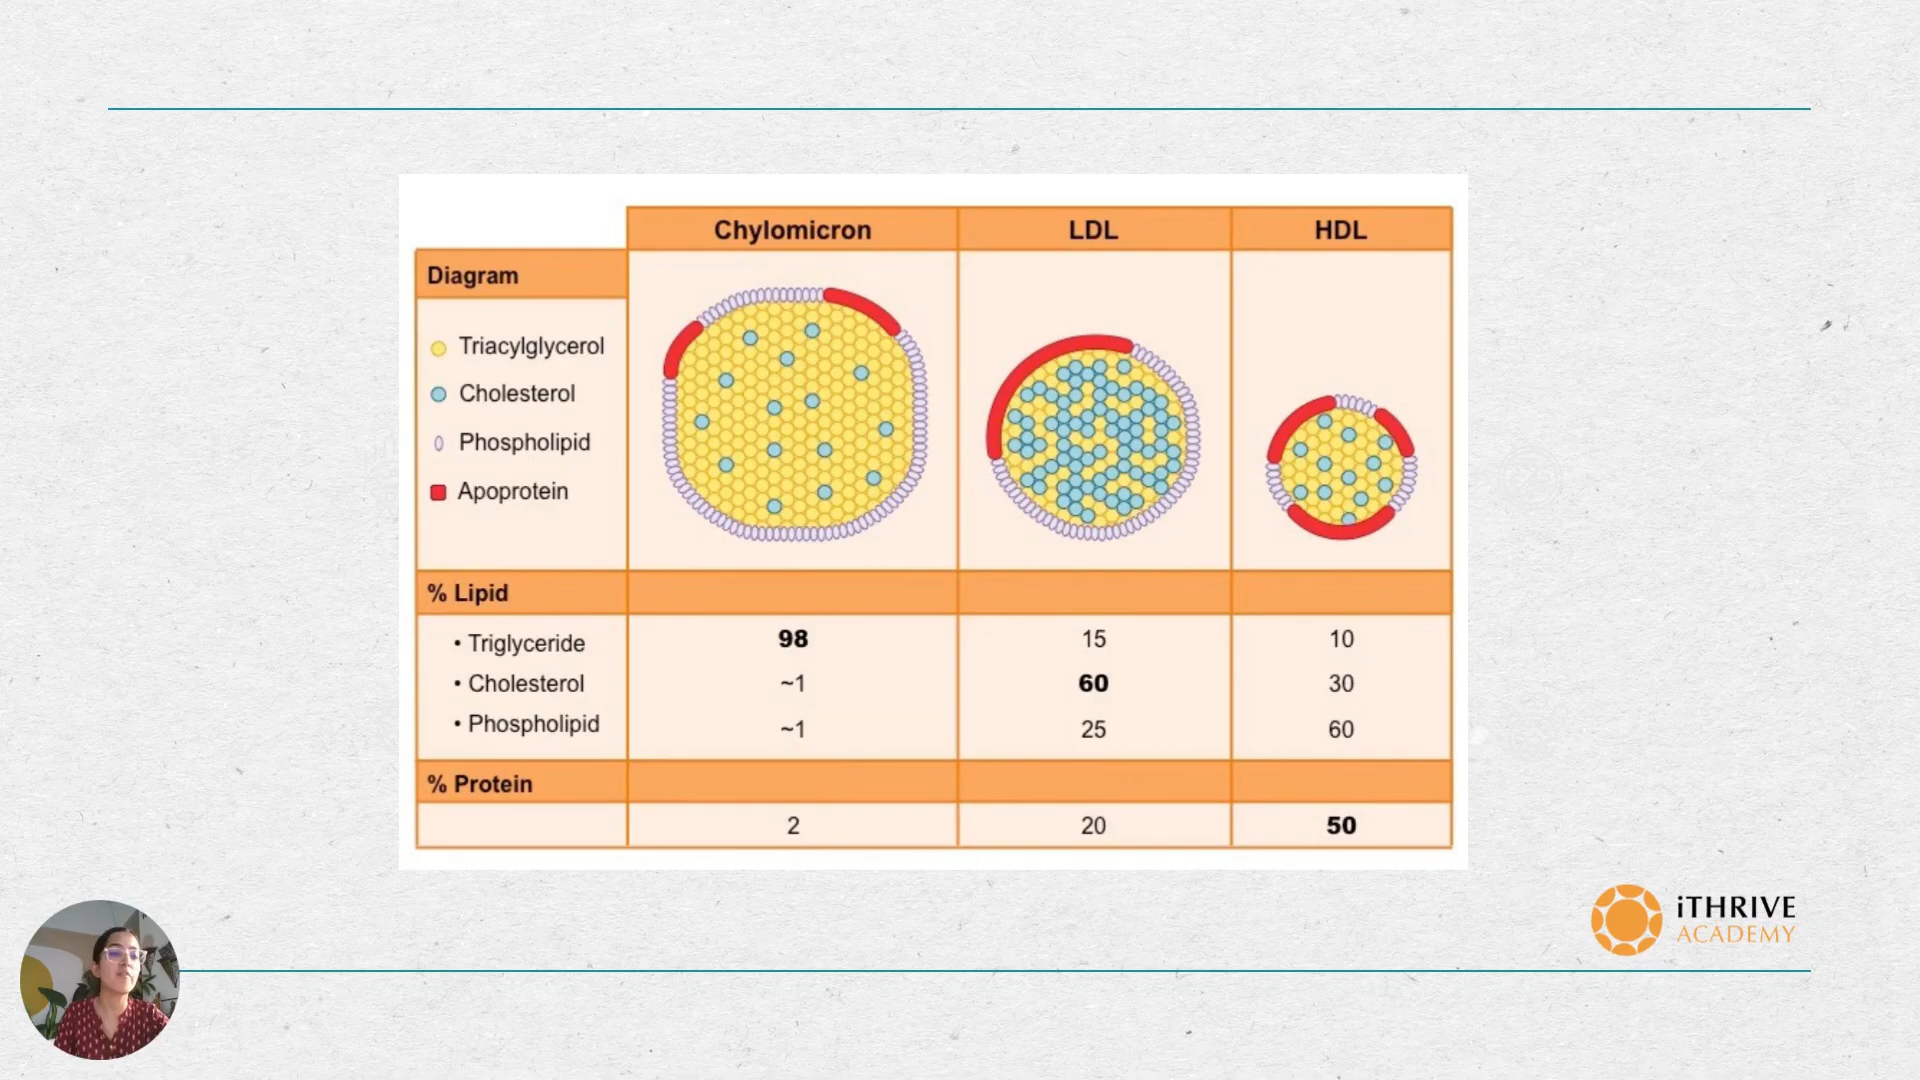 Chylomicron LDL HDL
Diagram
Triacylglycerol
Cholesterol
Phospholipid
Apoprotein
% Lipid
• Triglyceride 98 15 10
• Cholesterol ~1 60 30
• Phospholipid ~1 25 60
% Protein
2 20 50
iTHRIVE
ACADEMY